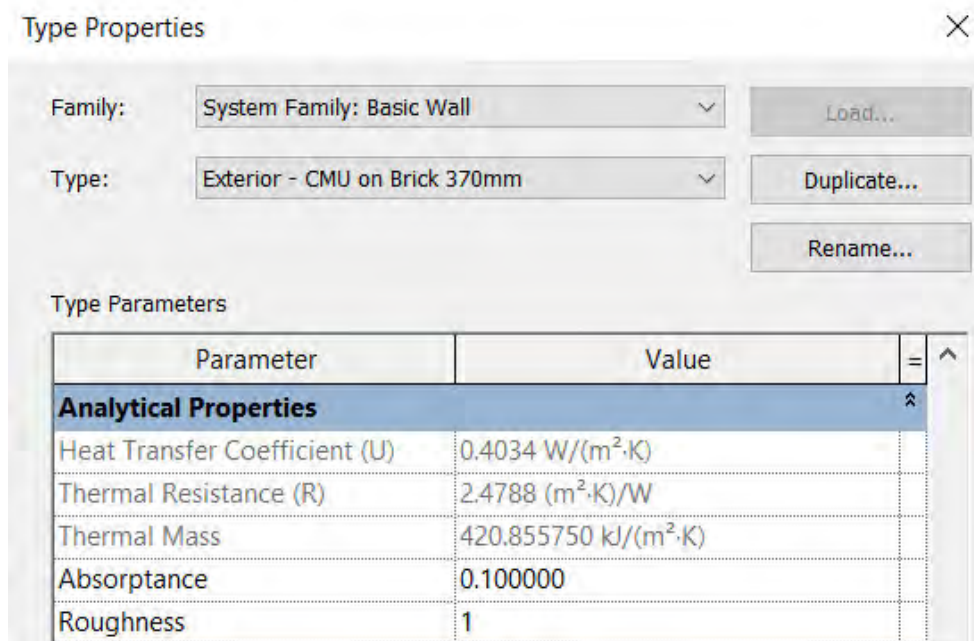 Type Properties
Family: System Family: Basic Wall Load...
Type: Exterior - CMU on Brick 370mm Duplicate...
Rename...
Type Parameters
Parameter Value =
Analytical Properties
Heat Transfer Coefficient (U) 0.4034 W/(m²·K)
Thermal Resistance (R) 2.4788 (m²·K)/W
Thermal Mass 420.855750 kJ/(m²·K)
Absorptance 0.100000
Roughness 1